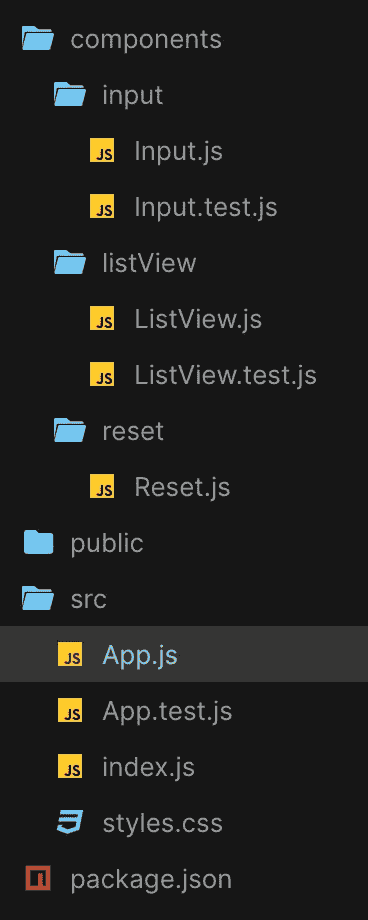 components
input
JS Input.js
JS Input.test.js
listView
JS ListView.js
JS ListView.test.js
reset
JS Reset.js
public
src
JS App.js
JS App.test.js
JS index.js
styles.css
package.json